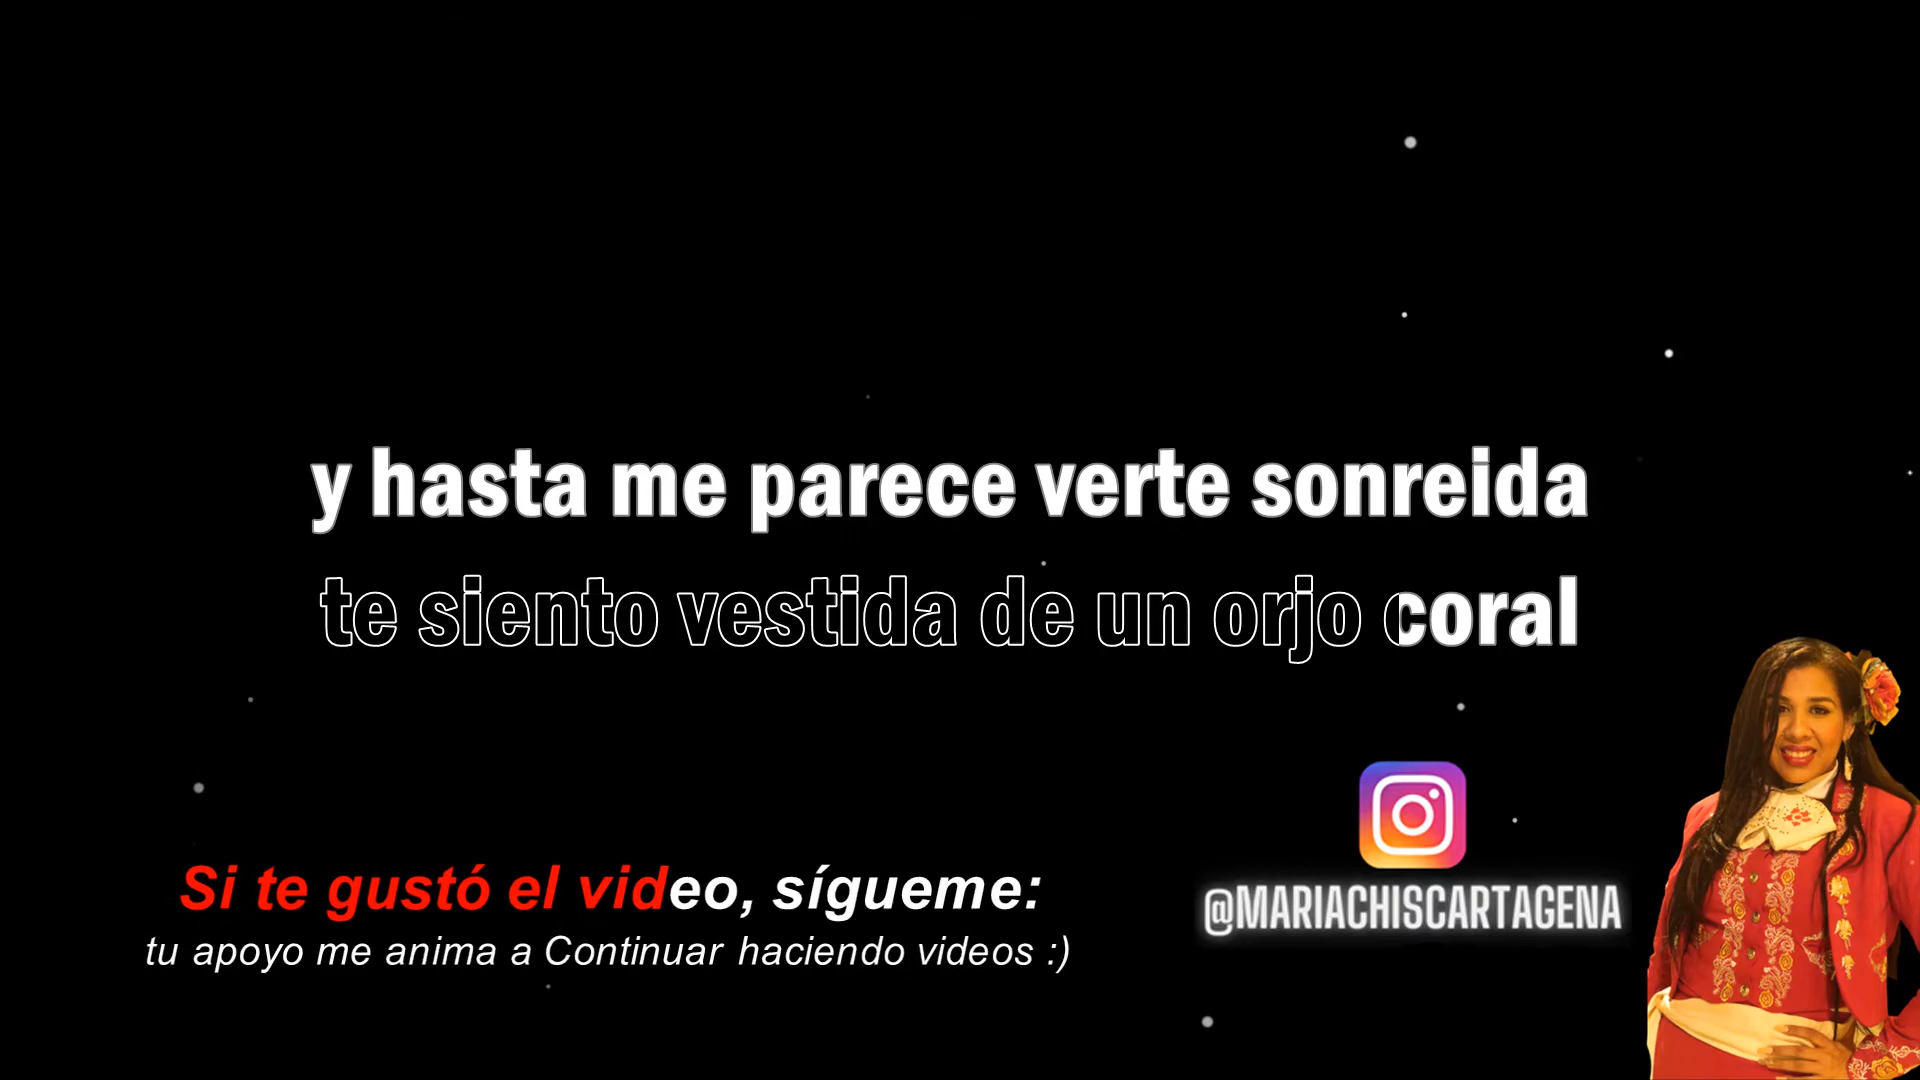 y hasta me parece verte sonreida
te siento vestida de un orjo coral
Si te gustó el video, sígueme:
tu apoyo me anima a Continuar haciendo videos :)
@MARIACHISCARTAGENA